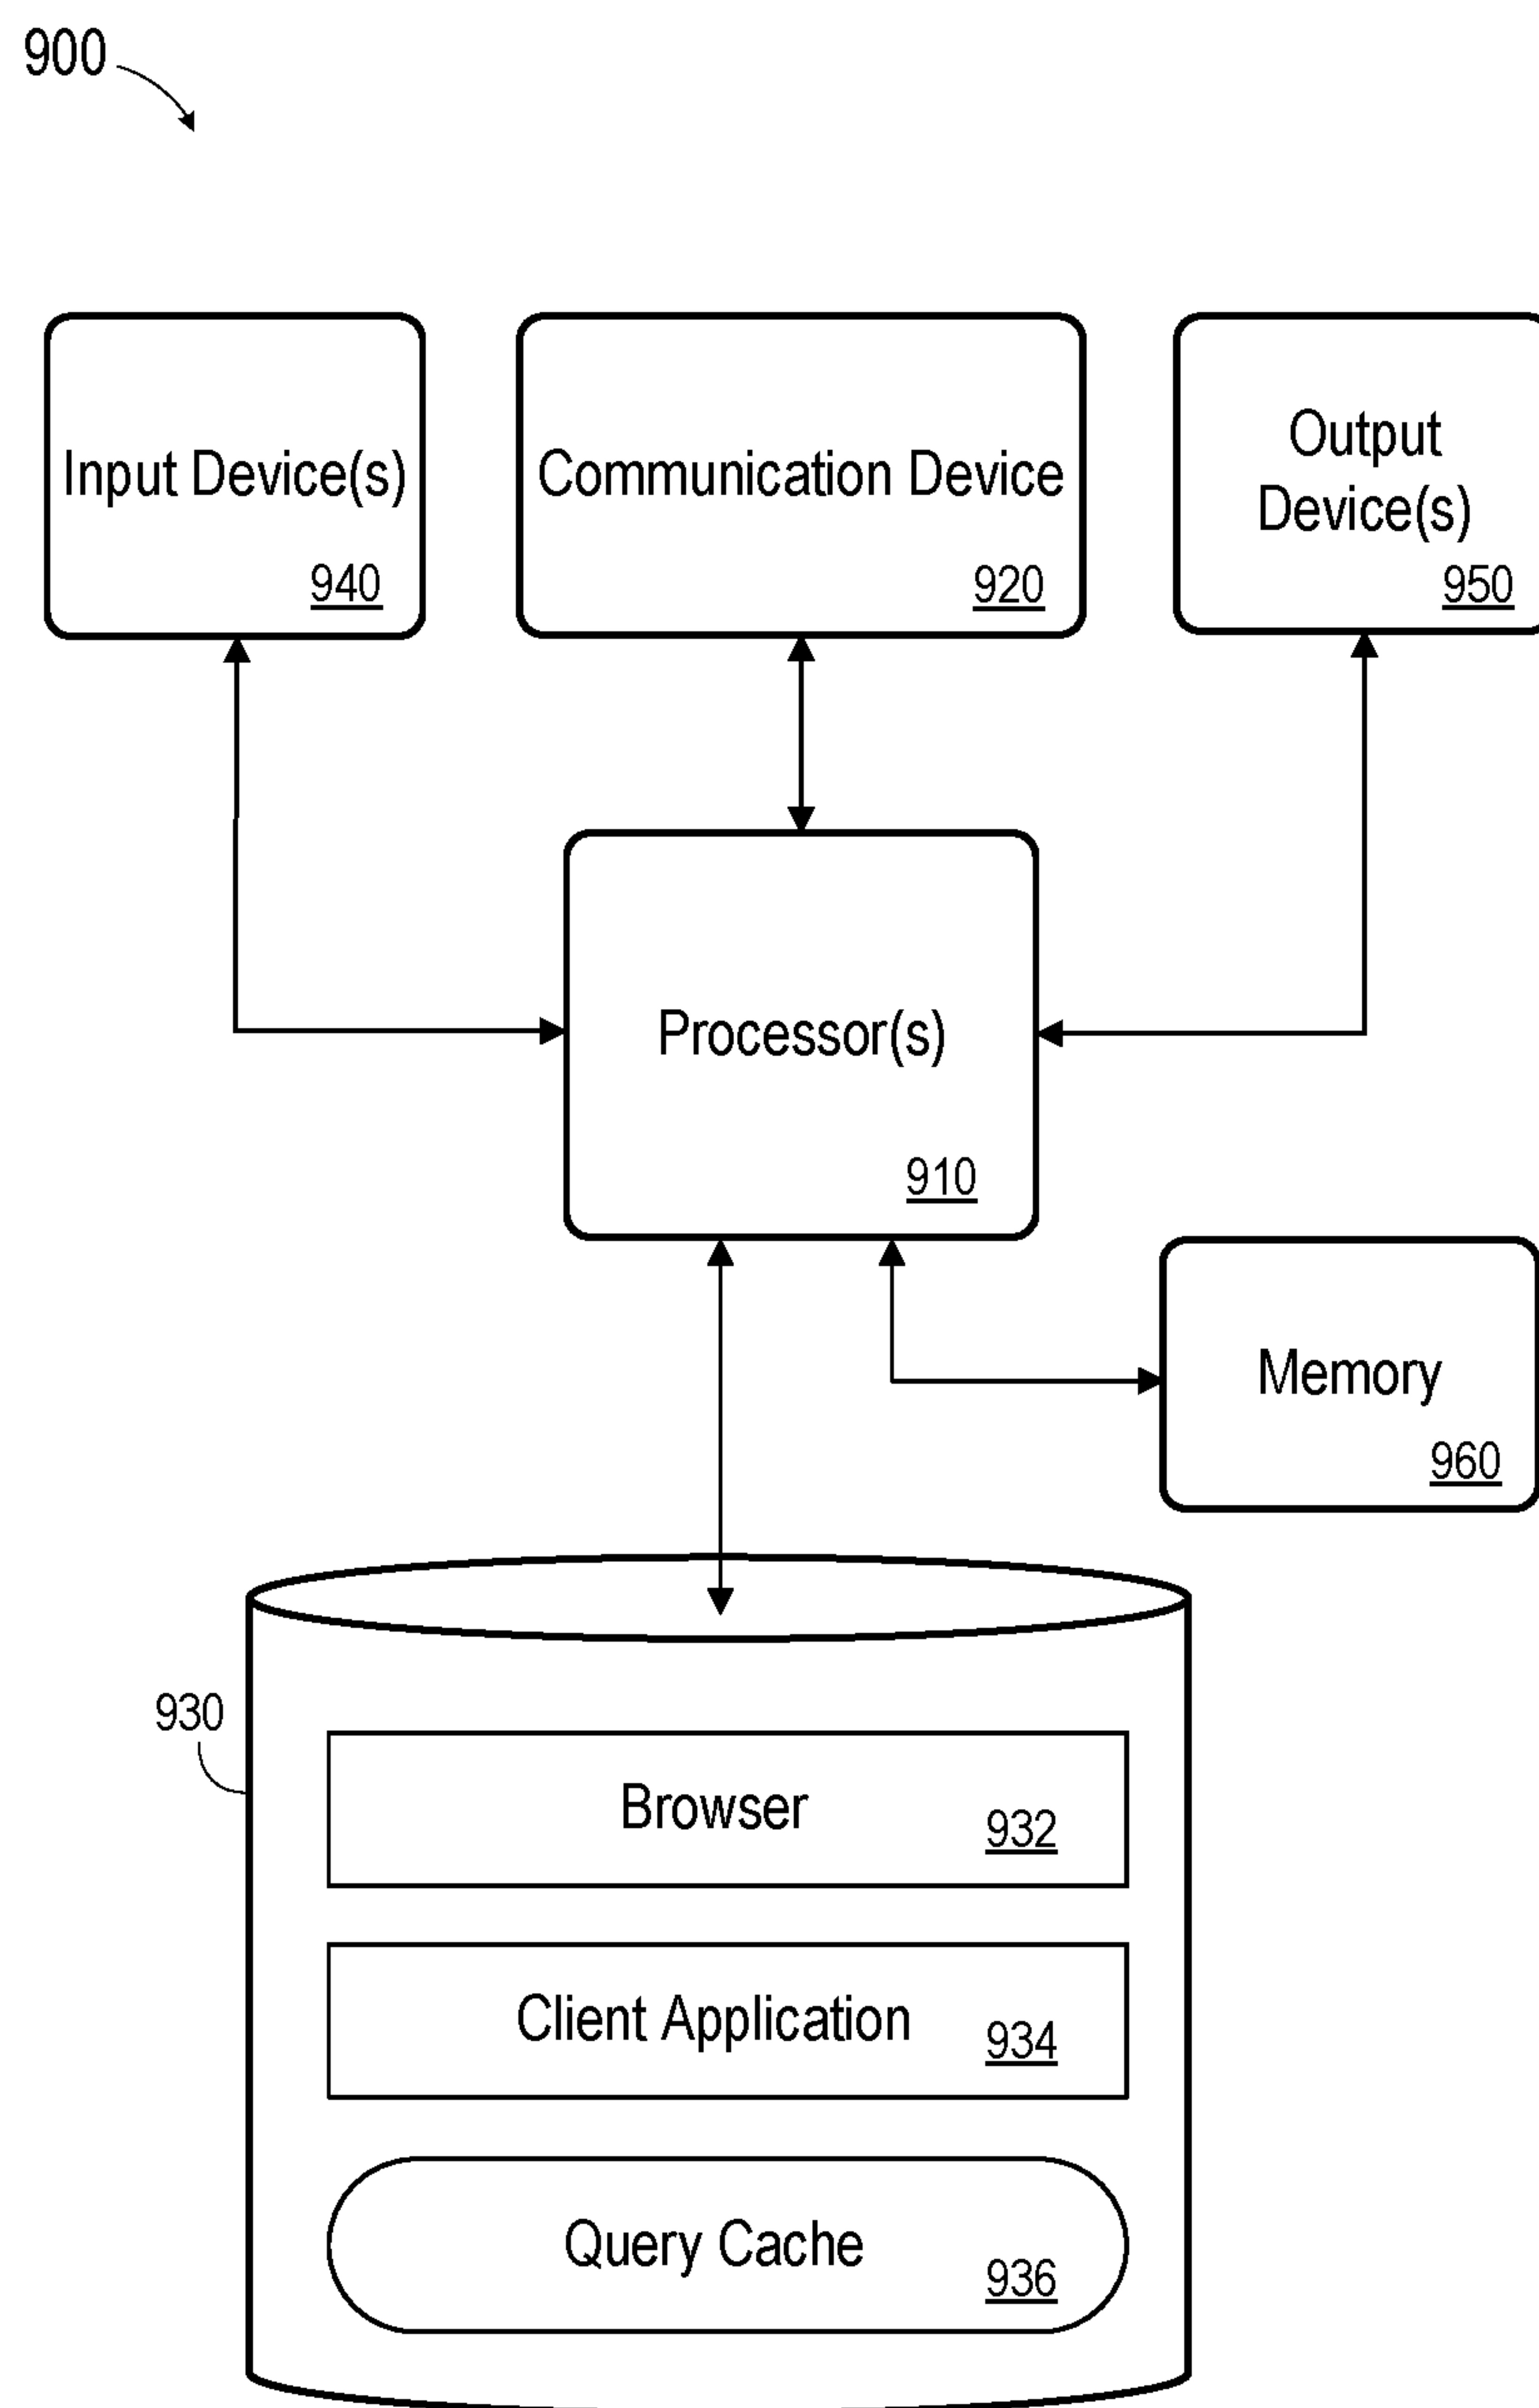 900
Input Device(s)
940
Communication Device
920
Output
Device(s)
950
Processor(s)
910
Memory
960
930
Browser
932
Client Application
934
Query Cache
936